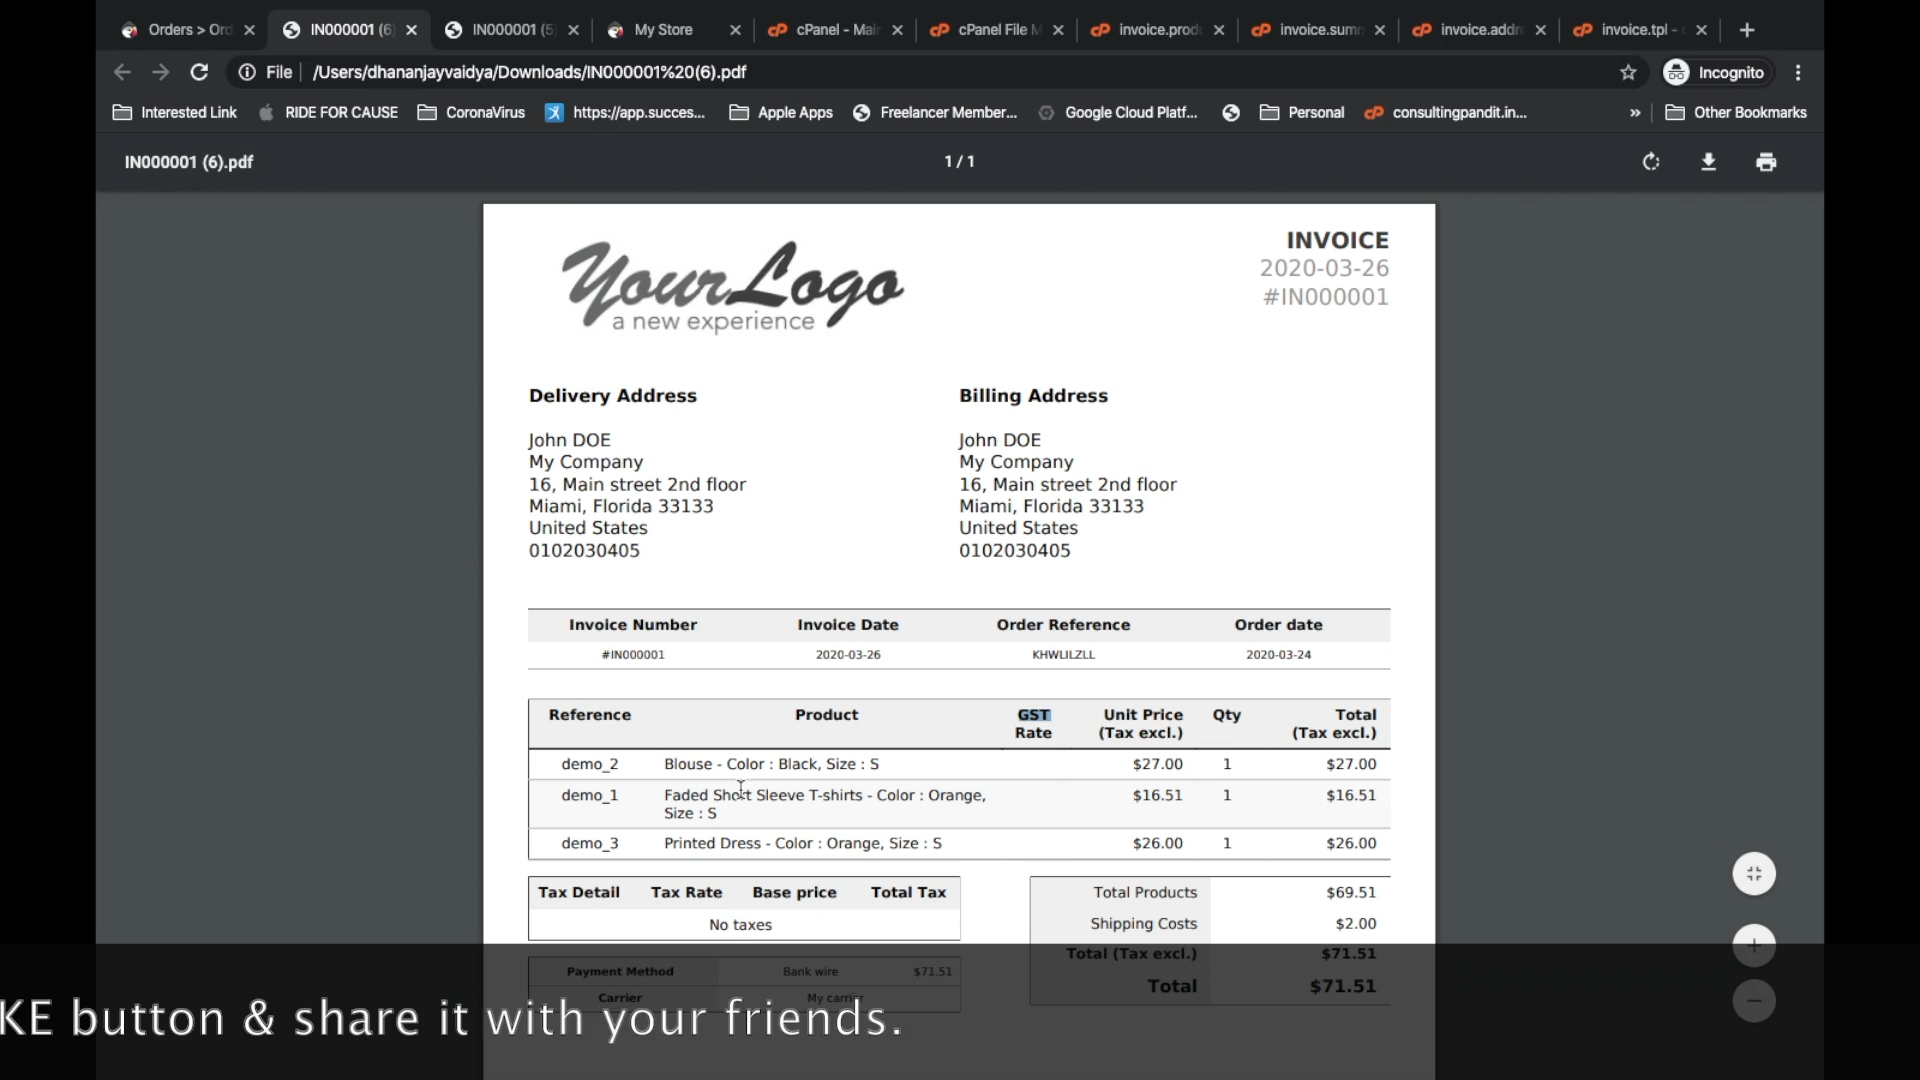 Orders > Ord
IN000001 (6)
IN000001 (5)
My Store
cPanel - Main
cPanel File M
invoice.prod
invoice.summ
invoice.addre
invoice.tpl -
File
/Users/dhananjayvaidya/Downloads/IN000001%20(6).pdf
Incognito
Interested Link
RIDE FOR CAUSE
CoronaVirus
https://app.succes...
Apple Apps
Freelancer Member...
Google Cloud Platf...
Personal
consultingpandit.in...
»
Other Bookmarks
IN000001 (6).pdf
1 / 1
YourLogo
a new experience
INVOICE
2020-03-26
#IN000001
Delivery Address
John DOE
My Company
16, Main street 2nd floor
Miami, Florida 33133
United States
0102030405
Billing Address
John DOE
My Company
16, Main street 2nd floor
Miami, Florida 33133
United States
0102030405
Invoice Number Invoice Date Order Reference Order date
#IN000001 2020-03-26 KHWLILZLL 2020-03-24
Reference Product GST Rate Unit Price (Tax excl.) Qty Total (Tax excl.)
demo_2 Blouse - Color : Black, Size : S $27.00 1 $27.00
demo_1 Faded Short Sleeve T-shirts - Color : Orange, $16.51 1 $16.51
Size : S
demo_3 Printed Dress - Color : Orange, Size : S $26.00 1 $26.00
Tax Detail Tax Rate Base price Total Tax
No taxes
Total Products $69.51
Shipping Costs $2.00
Total (Tax excl.) $71.51
Total $71.51
Payment Method Bank wire $71.51
Carrier My carrier
KE button & share it with your friends.